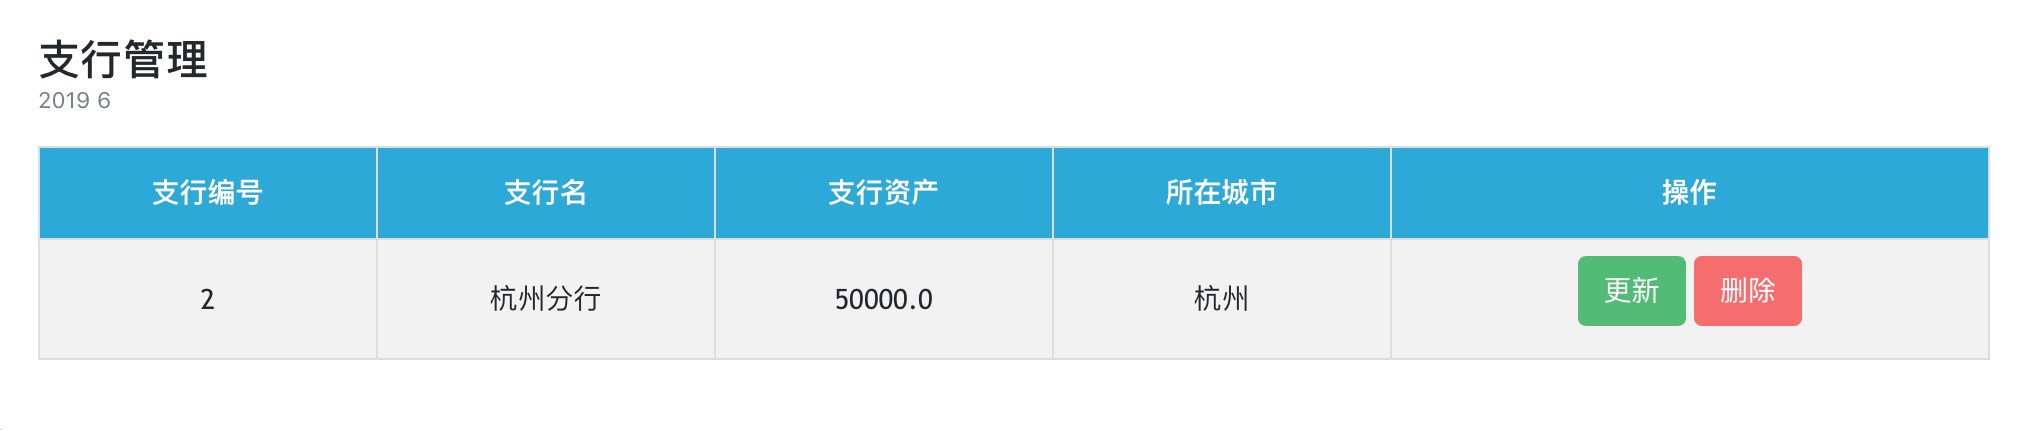 支行管理
2019 6
支行编号 支行名 支行资产 所在城市 操作
2 杭州分行 50000.0 杭州 更新 删除